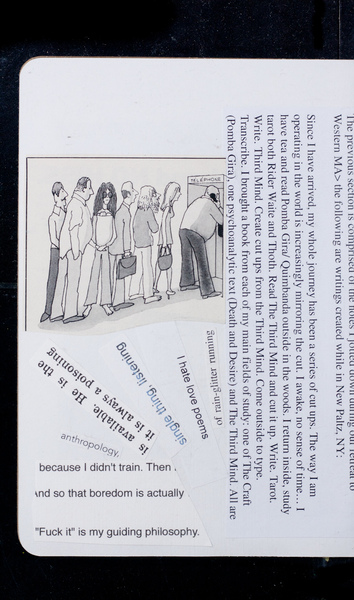 The previous section is comprised of the notes I jotted down during our retreat to
Western MA> the following are writings created while in New Paltz, NY:
Since I have arrived, my whole journey has been a series of cut ups. The way I am
operating in the world is increasingly mirroring the cut. I awake, no sense of time… I
have tea and read Pomba Gira/ Quimbanda outside in the woods. I return inside, study
tarot both Rider Waite and Thoth. Read The Third Mind and cut it up. Write. Tarot.
Write. Third Mind. Create cut ups from the Third Mind. Come outside to type.
Transcribe. I brought a book from each of my main fields of study: one of The Craft
(Pomba Gira), one psychoanalytic text (Death and Desire) and The Third Mind. All are
TELEPHONE
of rain-glitter running
I hate love poems
single thing, listening
is available. He is the
it is always a poisoning
anthropology,
because I didn't train. Then
And so that boredom is actually
"Fuck it" is my guiding philosophy.